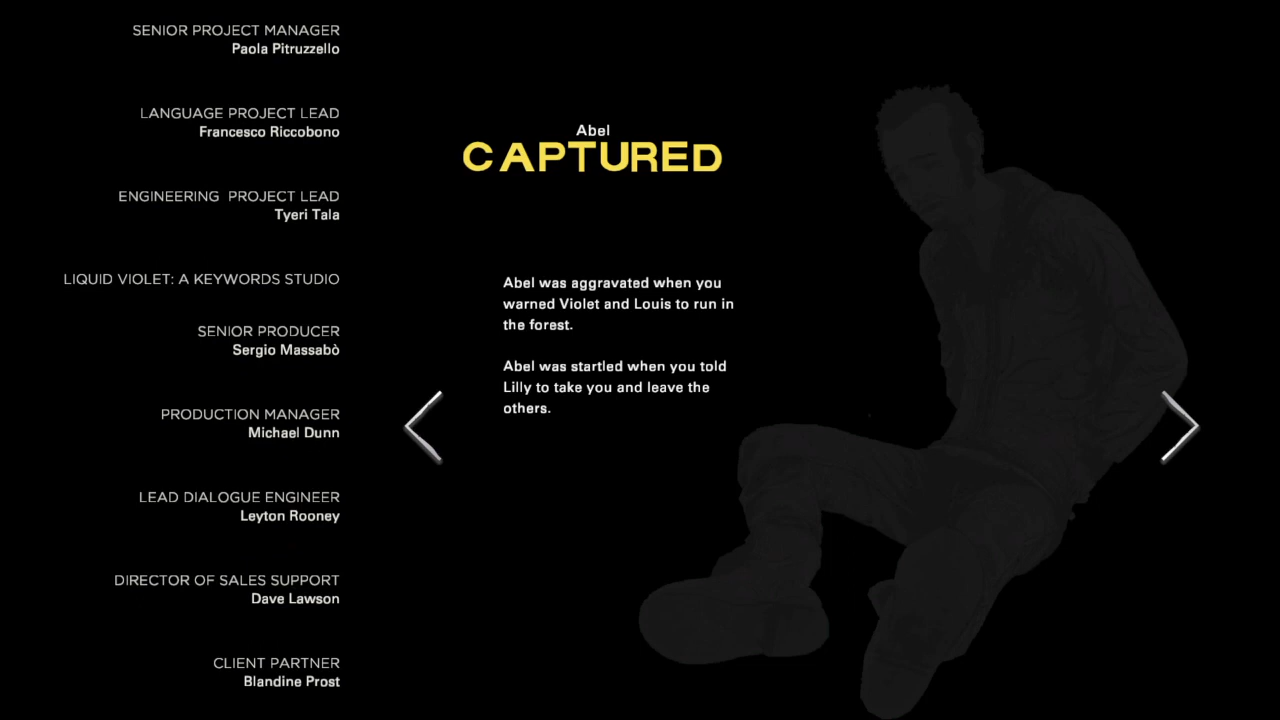 SENIOR PROJECT MANAGER
Paola Pitruzzello
LANGUAGE PROJECT LEAD
Francesco Riccobono
ENGINEERING PROJECT LEAD
Tyeri Tala
LIQUID VIOLET: A KEYWORDS STUDIO
SENIOR PRODUCER
Sergio Massabò
PRODUCTION MANAGER
Michael Dunn
LEAD DIALOGUE ENGINEER
Leyton Rooney
DIRECTOR OF SALES SUPPORT
Dave Lawson
CLIENT PARTNER
Blandine Prost
Abel
CAPTURED
Abel was aggravated when you
warned Violet and Louis to run in
the forest.
Abel was startled when you told
Lilly to take you and leave the
others.